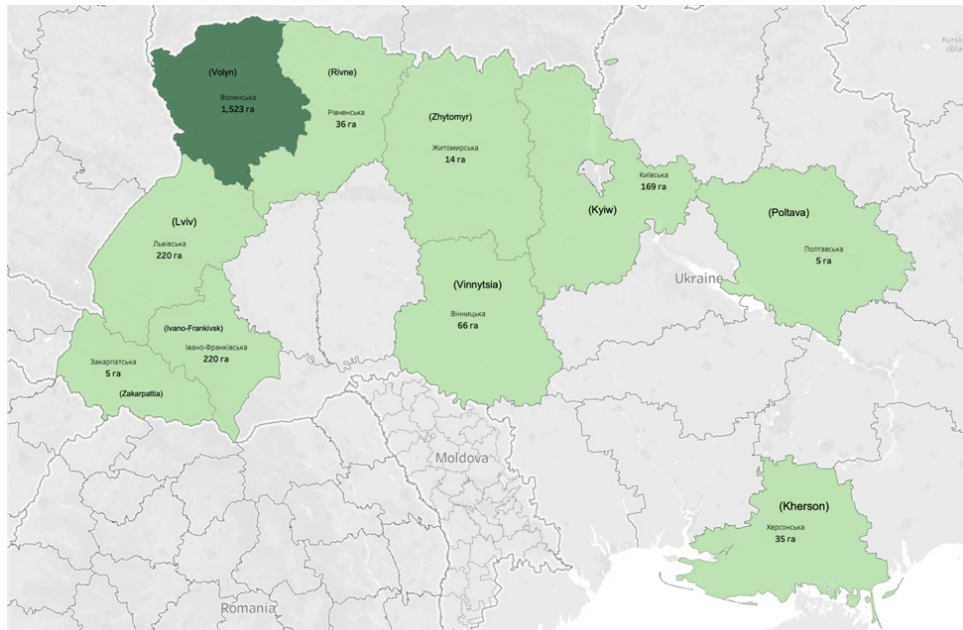 Kursk
oblas
(Volyn)
Волинська
1,523 га
(Rivne)
Рівненська
36 га
(Zhytomyr)
Житомирська
14 га
Київська
169 га
(Kyiw)
(Poltava)
Полтавська
5 га
(Lviv)
Львівська
220 га
Ukraine
(Vinnytsia)
Вінницька
66 га
(Ivano-Frankivsk)
Івано-Франківська
220 га
Закарпатська
5 га
(Zakarpattia)
Moldova
(Kherson)
Херсонська
35 га
Romania